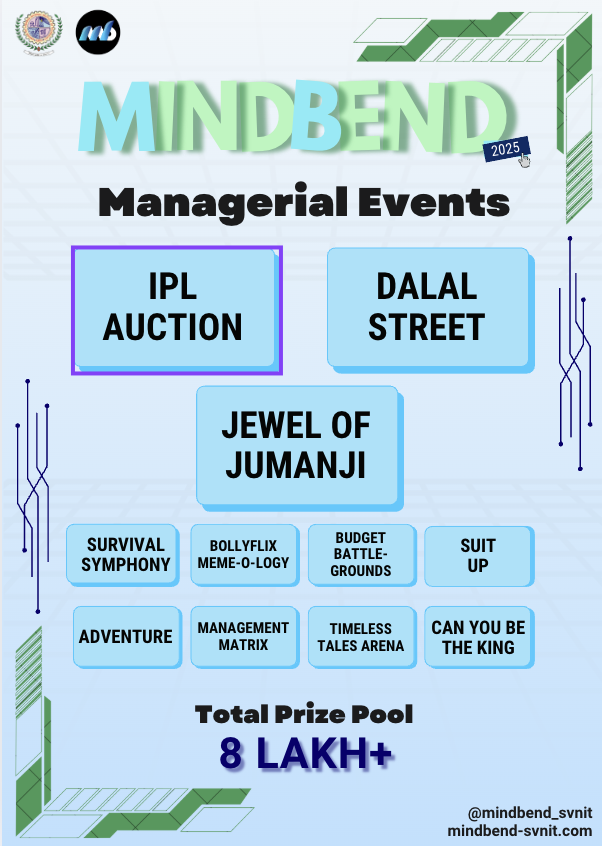 mb
MINDBEND
2025
Managerial Events
IPL
AUCTION
DALAL
STREET
JEWEL OF
JUMANJI
SURVIVAL
SYMPHONY
BOLLYFLIX
MEME-O-LOGY
BUDGET
BATTLE-
GROUNDS
SUIT
UP
ADVENTURE
MANAGEMENT
MATRIX
TIMELESS
TALES ARENA
CAN YOU BE
THE KING
Total Prize Pool
8 LAKH+
@mindbend_svnit
mindbend-svnit.com